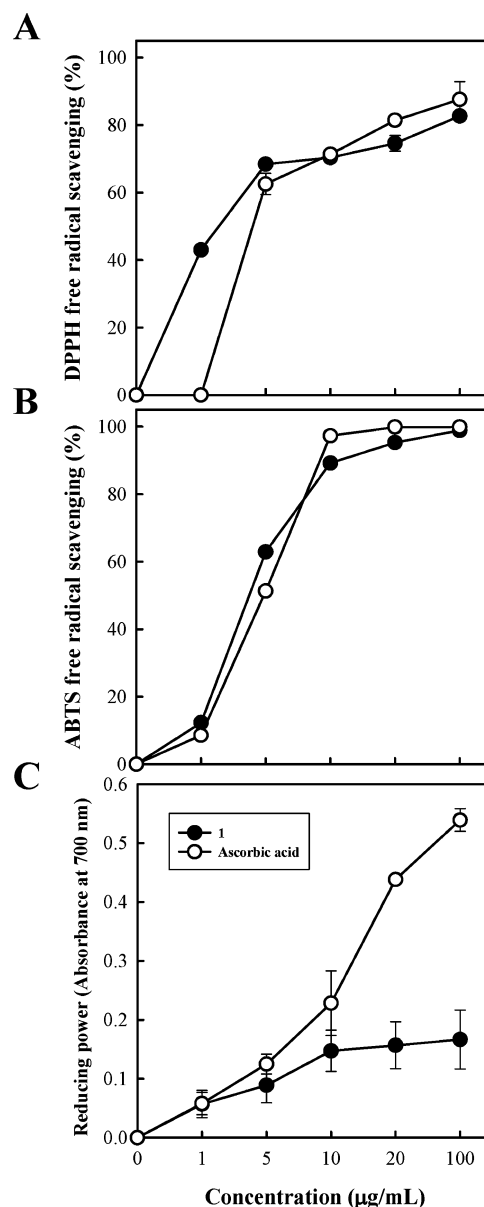 A
DPPH free radical scavenging (%)
100
80
60
40
20
0
B
ABTS free radical scavenging (%)
100
80
60
40
20
0
C
Reducing power (Absorbance at 700 nm)
0.6
0.5
0.4
0.3
0.2
0.1
0.0
1
Ascorbic acid
0 1 5 10 20 100
Concentration (µg/mL)